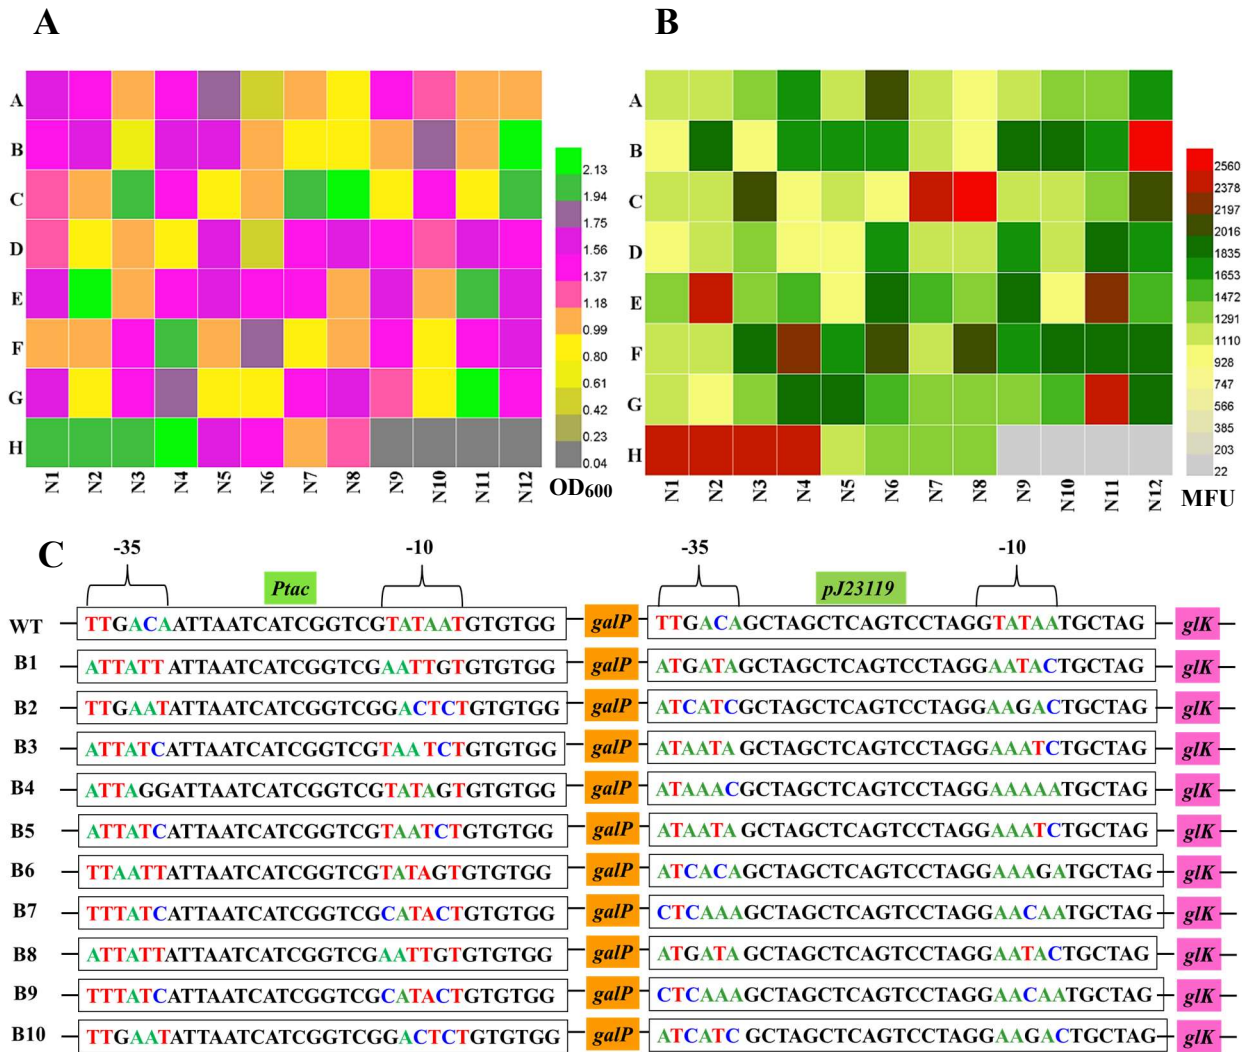 A
B
A
B
C
D
E
F
G
H
N1 N2 N3 N4 N5 N6 N7 N8 N9 N10 N11 N12
2.13
1.94
1.75
1.56
1.37
1.18
0.99
0.80
0.61
0.42
0.23
0.04
OD600
A
B
C
D
E
F
G
H
N1 N2 N3 N4 N5 N6 N7 N8 N9 N10 N11 N12
2560
2378
2197
2016
1835
1653
1472
1291
1110
928
747
566
385
203
22
MFU
C
-35 -10 -35 -10
Ptac pJ23119
WT TTGACAATTAATCATCGGTCGTATAATGTGTGG galP TTGACAGCTAGCTCAGTCCTAGGTATAATGCTAG glK
B1 ATTATTATTAATCATCGGTCGAATTGTGTGTGG galP ATGATAGCTAGCTCAGTCCTAGGAATACTGCTAG glK
B2 TTGAATATTAATCATCGGTCGGACTCTGTGTGG galP ATCATCGCTAGCTCAGTCCTAGGAAGACTGCTAG glK
B3 ATTATCATTAATCATCGGTCGTAATCTGTGTGG galP ATAATAGCTAGCTCAGTCCTAGGAAATCTGCTAG glK
B4 ATTAGGATTAATCATCGGTCGTATAGTGTGTGG galP ATAAACGCTAGCTCAGTCCTAGGAAAAATGCTAG glK
B5 ATTATCATTAATCATCGGTCGTAATCTGTGTGG galP ATAATAGCTAGCTCAGTCCTAGGAAATCTGCTAG glK
B6 TTAATTATTAATCATCGGTCGTATAGTGTGTGG galP ATCACAGCTAGCTCAGTCCTAGGAAAGATGCTAG glK
B7 TTTATCATTAATCATCGGTCGCATACTGTGTGG galP CTCAAAGCTAGCTCAGTCCTAGGAACAATGCTAG glK
B8 ATTATTATTAATCATCGGTCGAATTGTGTGTGG galP ATGATAGCTAGCTCAGTCCTAGGAATACTGCTAG glK
B9 TTTATCATTAATCATCGGTCGCATACTGTGTGG galP CTCAAAGCTAGCTCAGTCCTAGGAACAATGCTAG glK
B10 TTGAATATTAATCATCGGTCGGACTCTGTGTGG galP ATCATC GCTAGCTCAGTCCTAGGAAGACTGCTAG glK